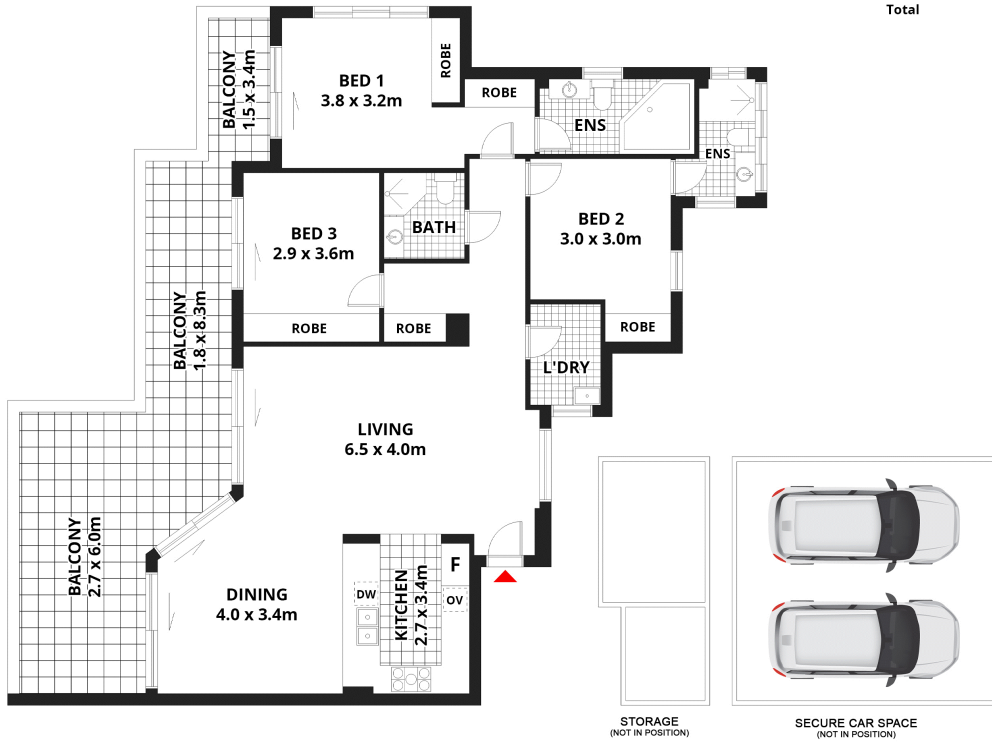 Total
BALCONY
1.5 x 3.4m
BED 1
3.8 x 3.2m
ROBE
ROBE
ENS
ENS
BED 3
2.9 x 3.6m
BATH
BED 2
3.0 x 3.0m
BALCONY
1.8 x 8.3m
ROBE
ROBE
ROBE
L'DRY
LIVING
6.5 x 4.0m
BALCONY
2.7 x 6.0m
DINING
4.0 x 3.4m
DW
KITCHEN
2.7 x 3.4m
F
OV
STORAGE
(NOT IN POSITION)
SECURE CAR SPACE
(NOT IN POSITION)